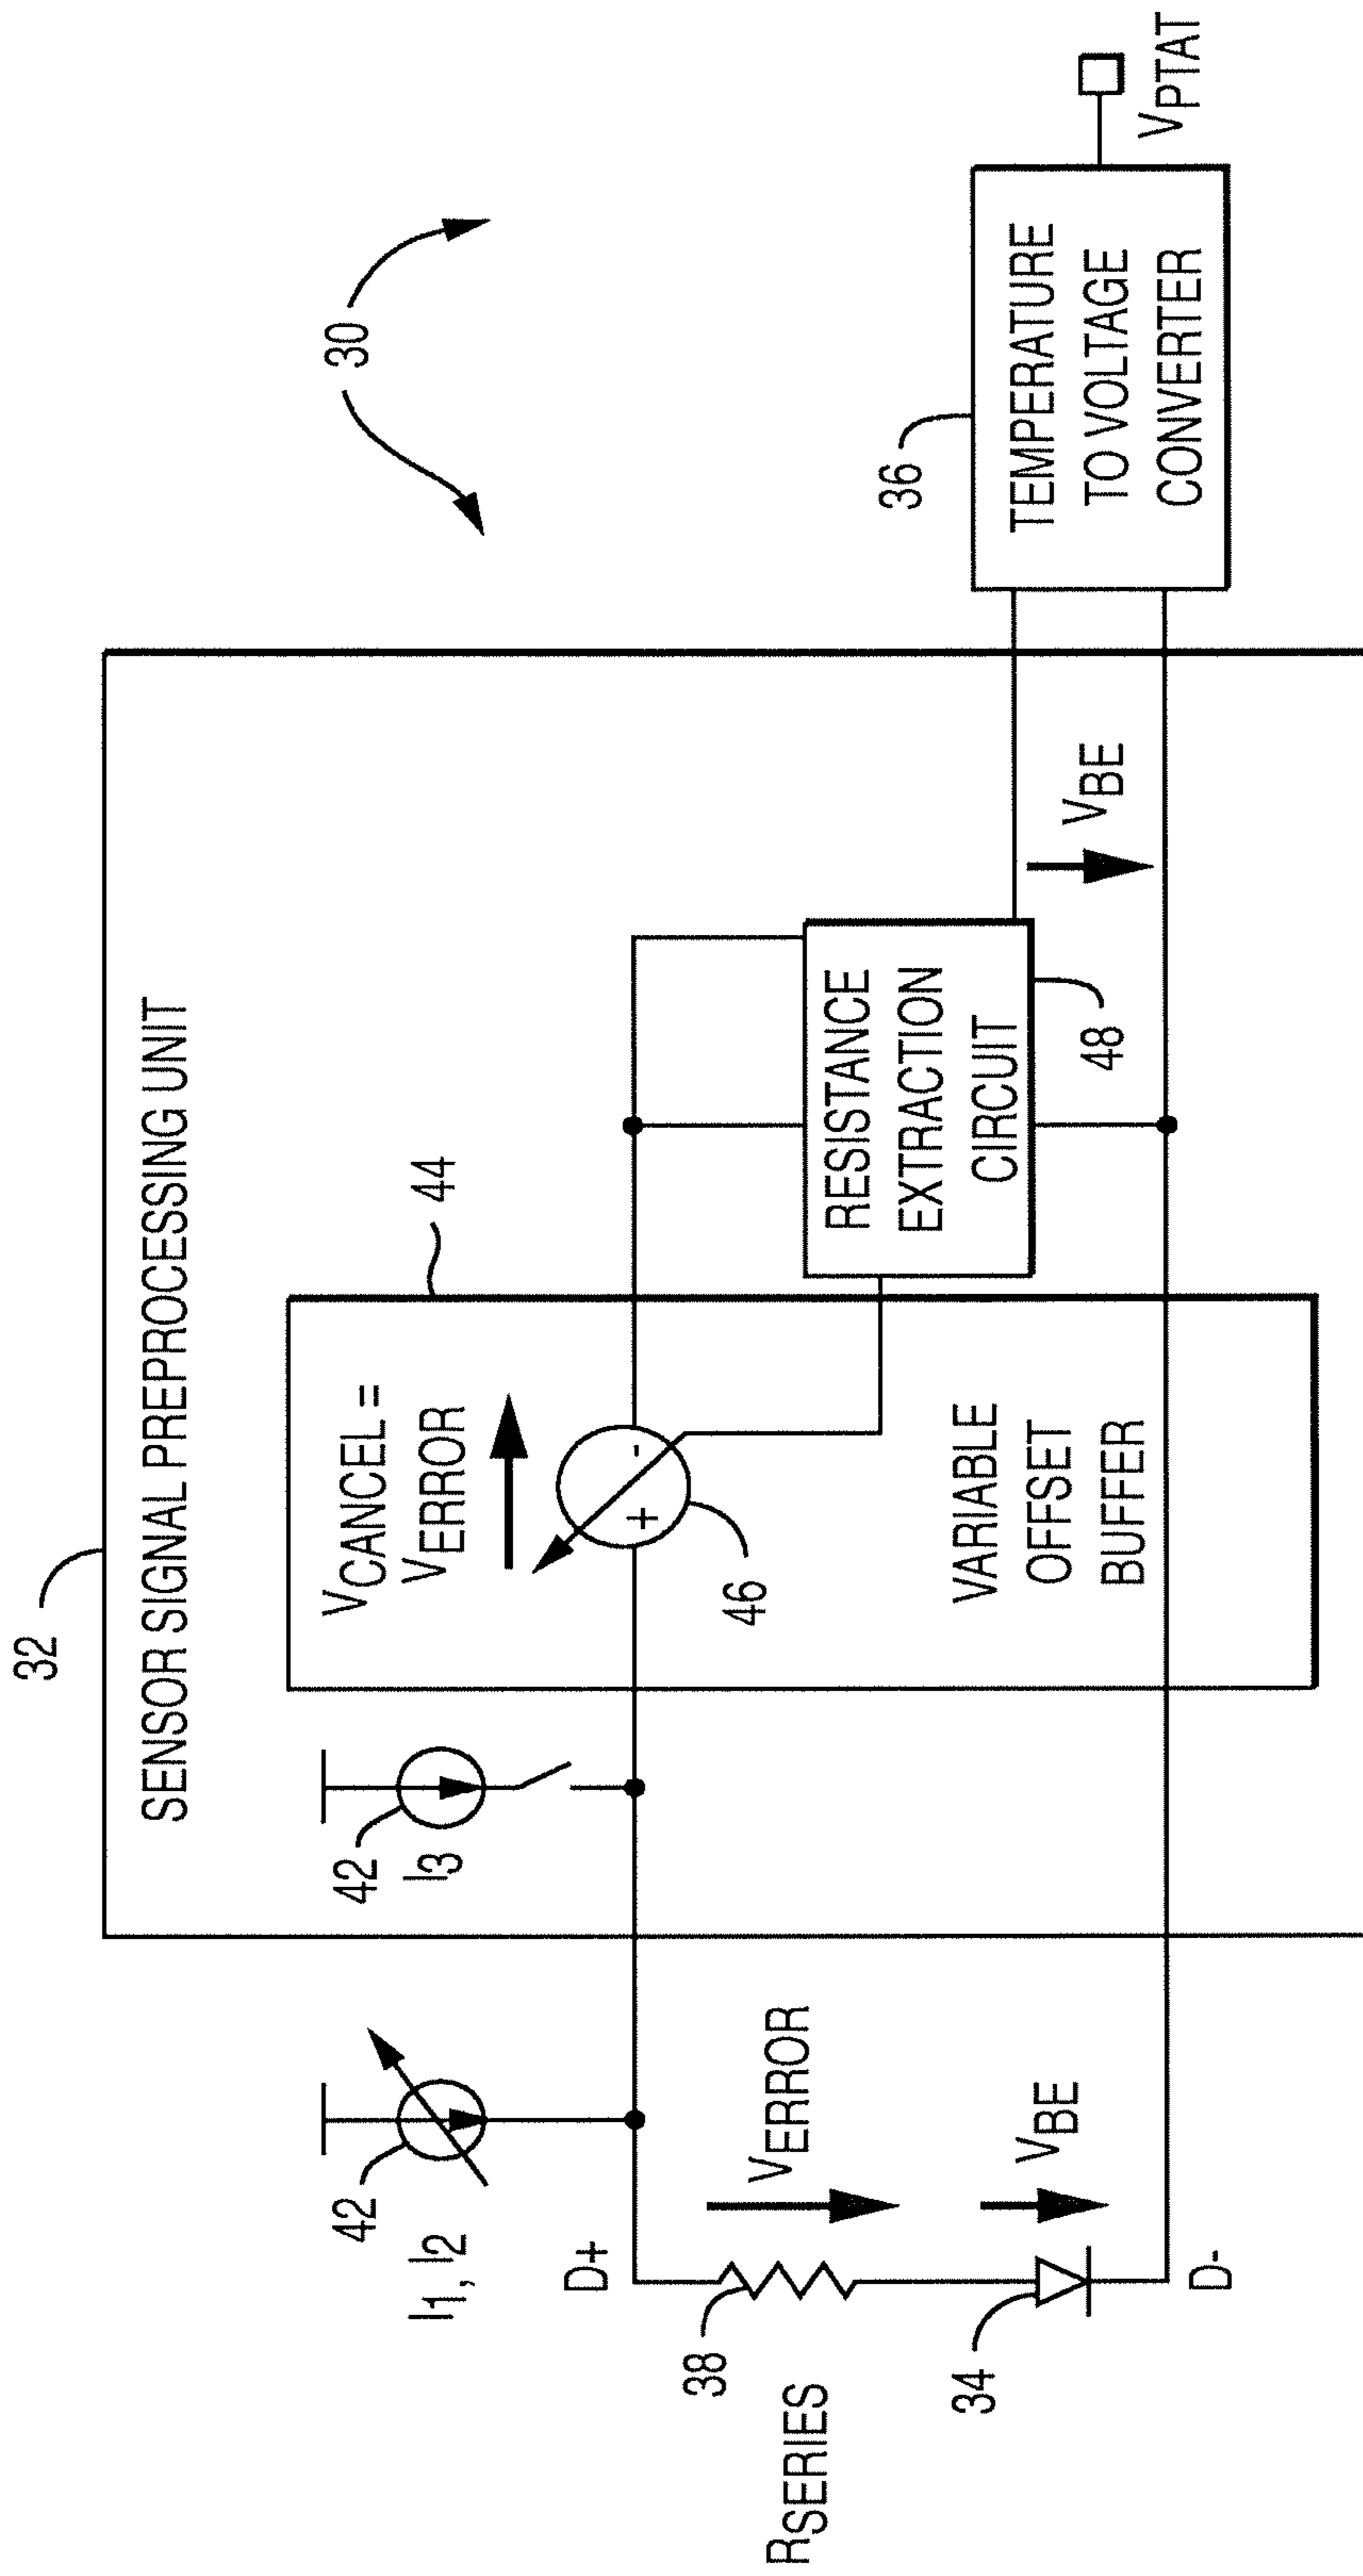 32
SENSOR SIGNAL PREPROCESSING UNIT
30
42
I1, I2
42
I3
VCANCEL =
VERROR
44
+ -
46
VARIABLE
OFFSET
BUFFER
D+
38
RSERIES
VERROR
34
VBE
D-
RESISTANCE
EXTRACTION
CIRCUIT
48
VBE
36
TEMPERATURE
TO VOLTAGE
CONVERTER
VPTAT